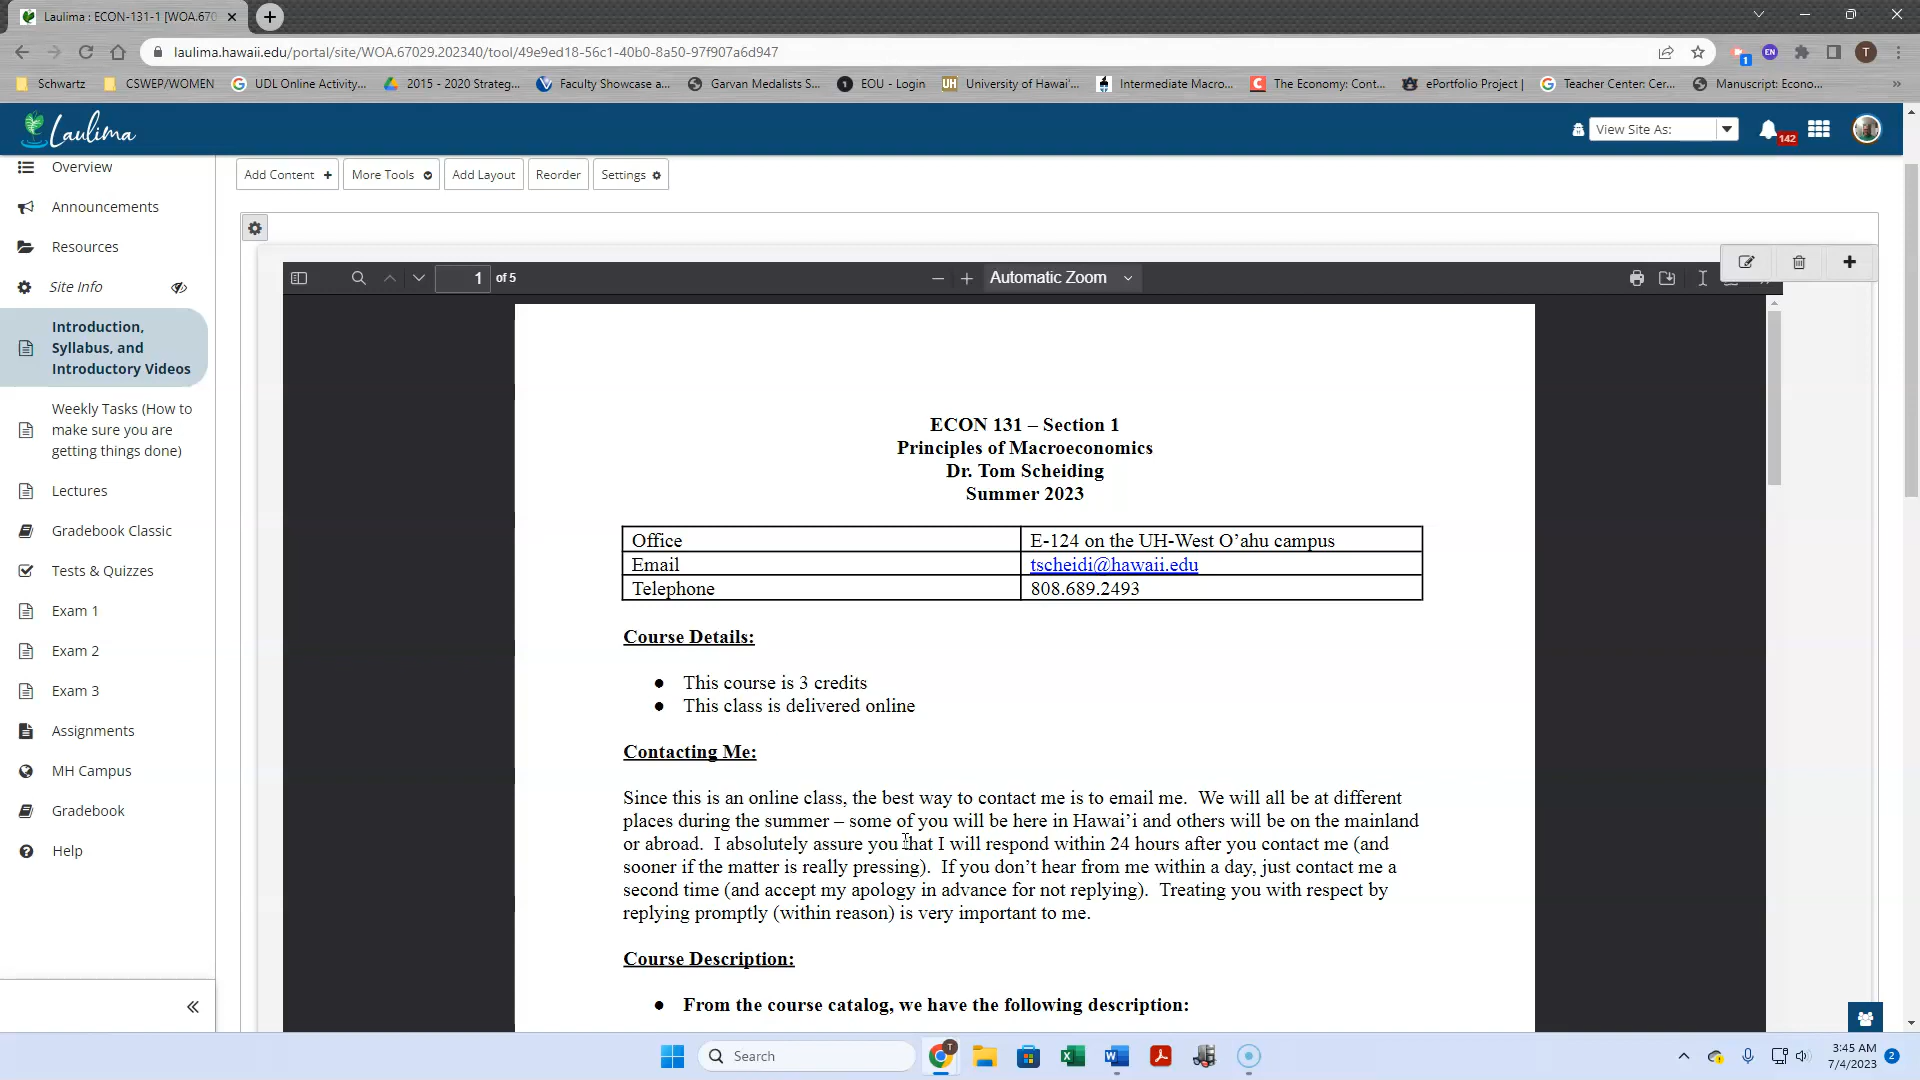 Laulima : ECON-131-1 [WOA.670
laulima.hawaii.edu/portal/site/WOA.67029.202340/tool/49e9ed18-56c1-40b0-8a50-97f907a6d947
EN
1
T
Schwartz
CSWEP/WOMEN
UDL Online Activity...
2015 - 2020 Strateg...
Faculty Showcase a...
Garvan Medalists S...
EOU - Login
University of Hawai'...
Intermediate Macro...
The Economy: Cont...
ePortfolio Project |
Teacher Center: Cer...
Manuscript: Econo...
Laulima
View Site As:
142
Overview
Announcements
Resources
Site Info
Introduction,
Syllabus, and
Introductory Videos
Weekly Tasks (How to
make sure you are
getting things done)
Lectures
Gradebook Classic
Tests & Quizzes
Exam 1
Exam 2
Exam 3
Assignments
MH Campus
Gradebook
Help
Add Content
More Tools
Add Layout
Reorder
Settings
1 of 5
Automatic Zoom
ECON 131 – Section 1
Principles of Macroeconomics
Dr. Tom Scheiding
Summer 2023
Office E-124 on the UH-West O’ahu campus
Email tscheidi@hawaii.edu
Telephone 808.689.2493
Course Details:
● This course is 3 credits
● This class is delivered online
Contacting Me:
Since this is an online class, the best way to contact me is to email me. We will all be at different
places during the summer – some of you will be here in Hawai’i and others will be on the mainland
or abroad. I absolutely assure you that I will respond within 24 hours after you contact me (and
sooner if the matter is really pressing). If you don’t hear from me within a day, just contact me a
second time (and accept my apology in advance for not replying). Treating you with respect by
replying promptly (within reason) is very important to me.
Course Description:
● From the course catalog, we have the following description:
Search
T
3:45 AM
7/4/2023
2